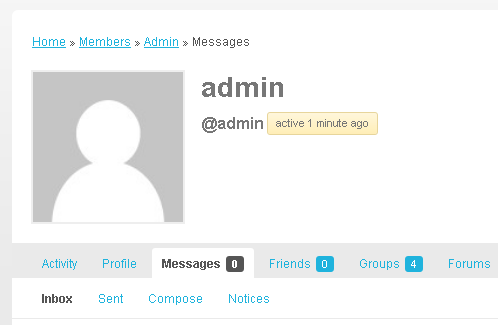 Home » Members » Admin » Messages
admin
@admin active 1 minute ago
Activity Profile Messages 0 Friends 0 Groups 4 Forums
Inbox Sent Compose Notices